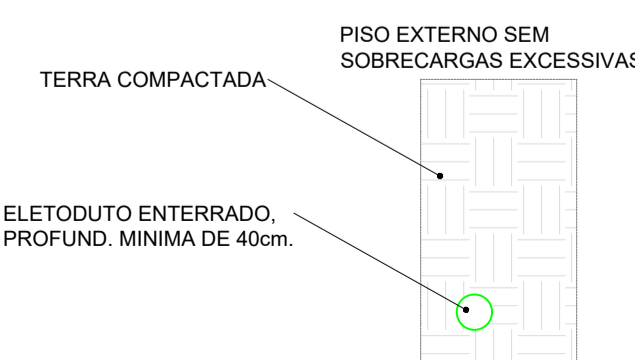 PISO EXTERNO SEM
SOBRECARGAS EXCESSIVAS
TERRA COMPACTADA
ELETODUTO ENTERRADO,
PROFUND. MINIMA DE 40cm.